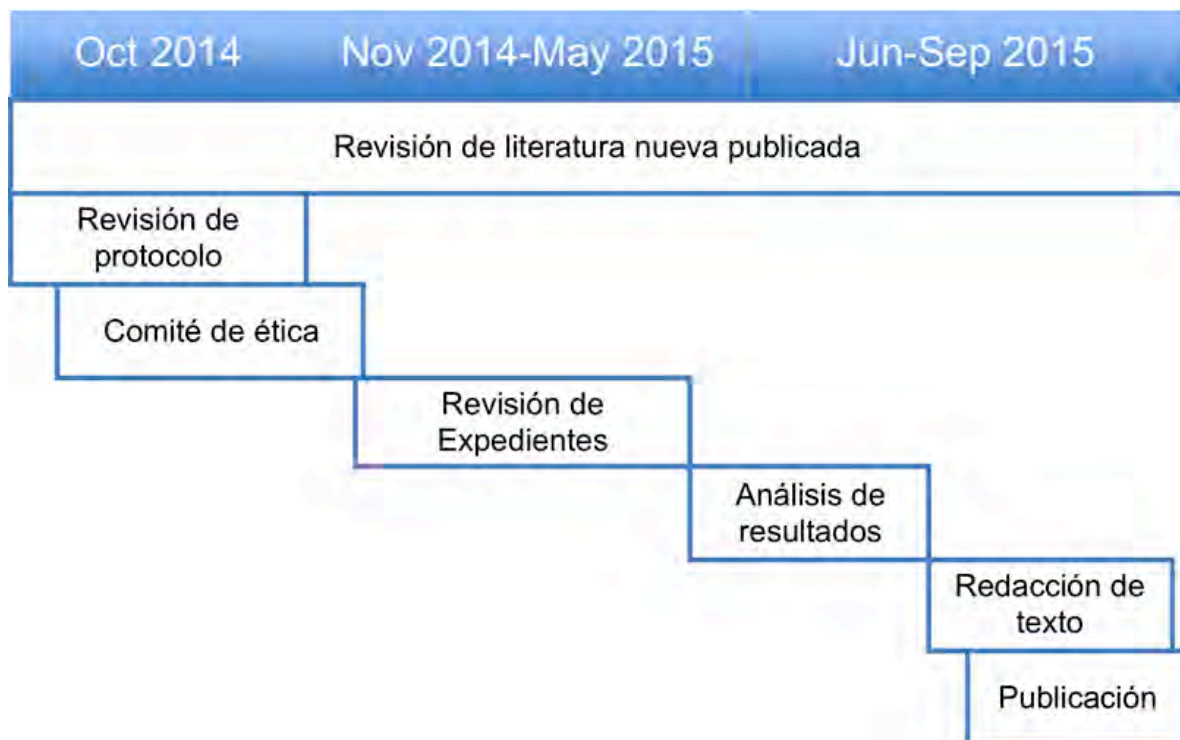 Oct 2014 Nov 2014-May 2015 Jun-Sep 2015
Revisión de literatura nueva publicada
Revisión de
protocolo
Comité de ética
Revisión de
Expedientes
Análisis de
resultados
Redacción de
texto
Publicación